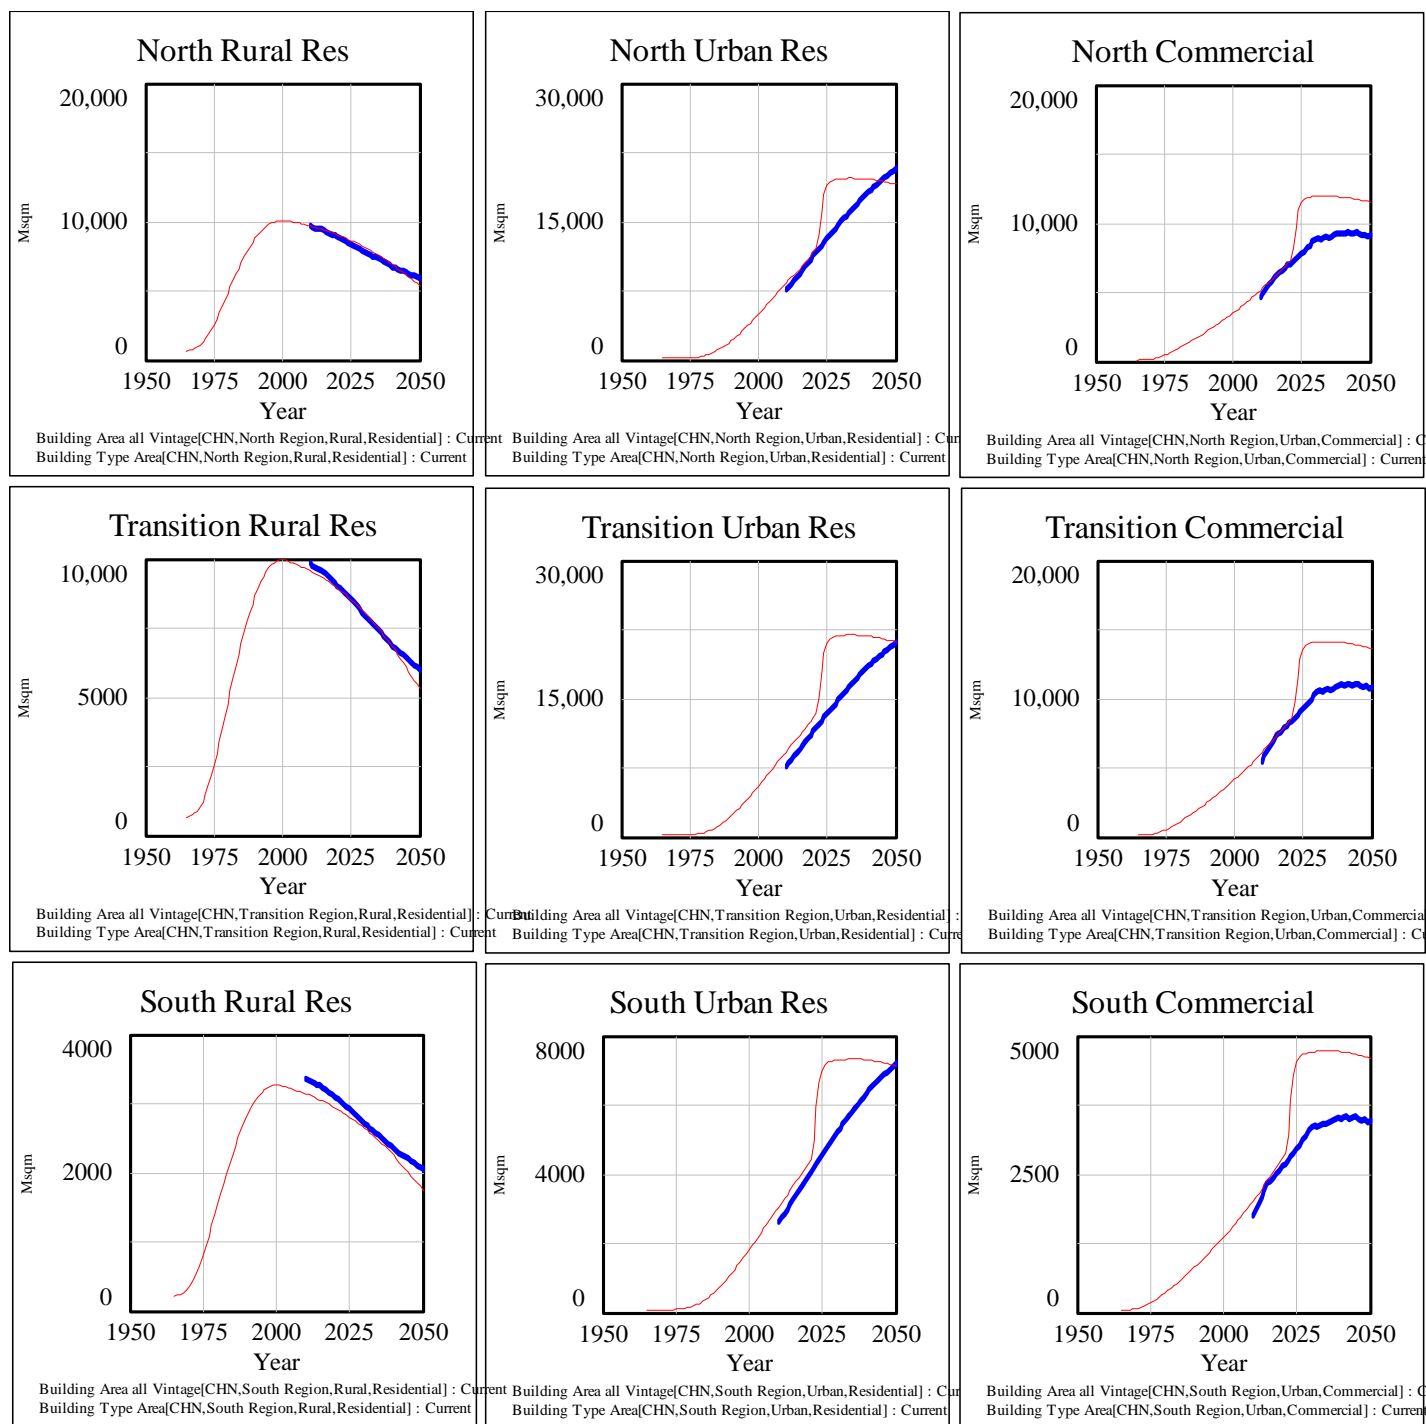 North Rural Res
20,000
10,000
0
Msqm
1950 1975 2000 2025 2050
Year
Building Area all Vintage[CHN,North Region,Rural,Residential] : Current
Building Type Area[CHN,North Region,Rural,Residential] : Current
North Urban Res
30,000
15,000
0
Msqm
1950 1975 2000 2025 2050
Year
Building Area all Vintage[CHN,North Region,Urban,Residential] : Cur
Building Type Area[CHN,North Region,Urban,Residential] : Current
North Commercial
20,000
10,000
0
Msqm
1950 1975 2000 2025 2050
Year
Building Area all Vintage[CHN,North Region,Urban,Commercial] : C
Building Type Area[CHN,North Region,Urban,Commercial] : Current
Transition Rural Res
10,000
5000
0
Msqm
1950 1975 2000 2025 2050
Year
Building Area all Vintage[CHN,Transition Region,Rural,Residential] : Current
Building Type Area[CHN,Transition Region,Rural,Residential] : Current
Transition Urban Res
30,000
15,000
0
Msqm
1950 1975 2000 2025 2050
Year
Building Area all Vintage[CHN,Transition Region,Urban,Residential] :
Building Type Area[CHN,Transition Region,Urban,Residential] : Curre
Transition Commercial
20,000
10,000
0
Msqm
1950 1975 2000 2025 2050
Year
Building Area all Vintage[CHN,Transition Region,Urban,Commercia
Building Type Area[CHN,Transition Region,Urban,Commercial] : Cu
South Rural Res
4000
2000
0
Msqm
1950 1975 2000 2025 2050
Year
Building Area all Vintage[CHN,South Region,Rural,Residential] : Current
Building Type Area[CHN,South Region,Rural,Residential] : Current
South Urban Res
8000
4000
0
Msqm
1950 1975 2000 2025 2050
Year
Building Area all Vintage[CHN,South Region,Urban,Residential] : Cur
Building Type Area[CHN,South Region,Urban,Residential] : Current
South Commercial
5000
2500
0
Msqm
1950 1975 2000 2025 2050
Year
Building Area all Vintage[CHN,South Region,Urban,Commercial] : C
Building Type Area[CHN,South Region,Urban,Commercial] : Current